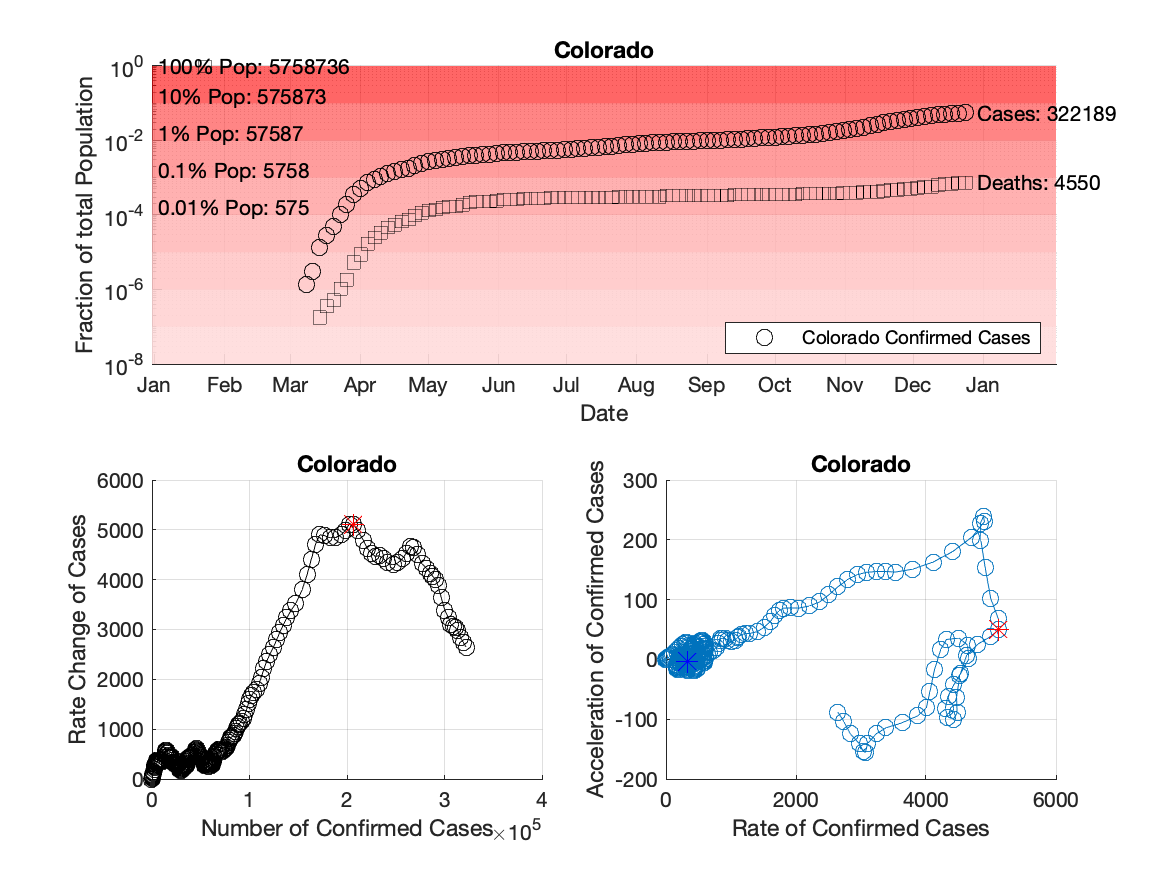 Colorado
10^0
10^-2
10^-4
10^-6
10^-8
Fraction of total Population
100% Pop: 5758736
10% Pop: 575873
1% Pop: 57587
0.1% Pop: 5758
0.01% Pop: 575
Cases: 322189
Deaths: 4550
Colorado Confirmed Cases
Jan Feb Mar Apr May Jun Jul Aug Sep Oct Nov Dec Jan
Date
Colorado
6000
5000
4000
3000
2000
1000
0
Rate Change of Cases
0 1 2 3 4
Number of Confirmed Cases ×10^5
Colorado
300
200
100
0
-100
-200
Acceleration of Confirmed Cases
0 2000 4000 6000
Rate of Confirmed Cases